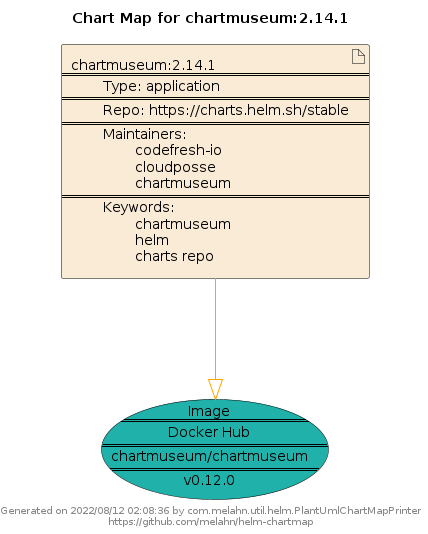 Chart Map for chartmuseum:2.14.1
chartmuseum:2.14.1
Type: application
Repo: https://charts.helm.sh/stable
Maintainers:
codefresh-io
cloudposse
chartmuseum
Keywords:
chartmuseum
helm
charts repo
Image
Docker Hub
chartmuseum/chartmuseum
v0.12.0
Generated on 2022/08/12 02:08:36 by com.melahn.util.helm.PlantUmlChartMapPrinter
https://github.com/melahn/helm-chartmap